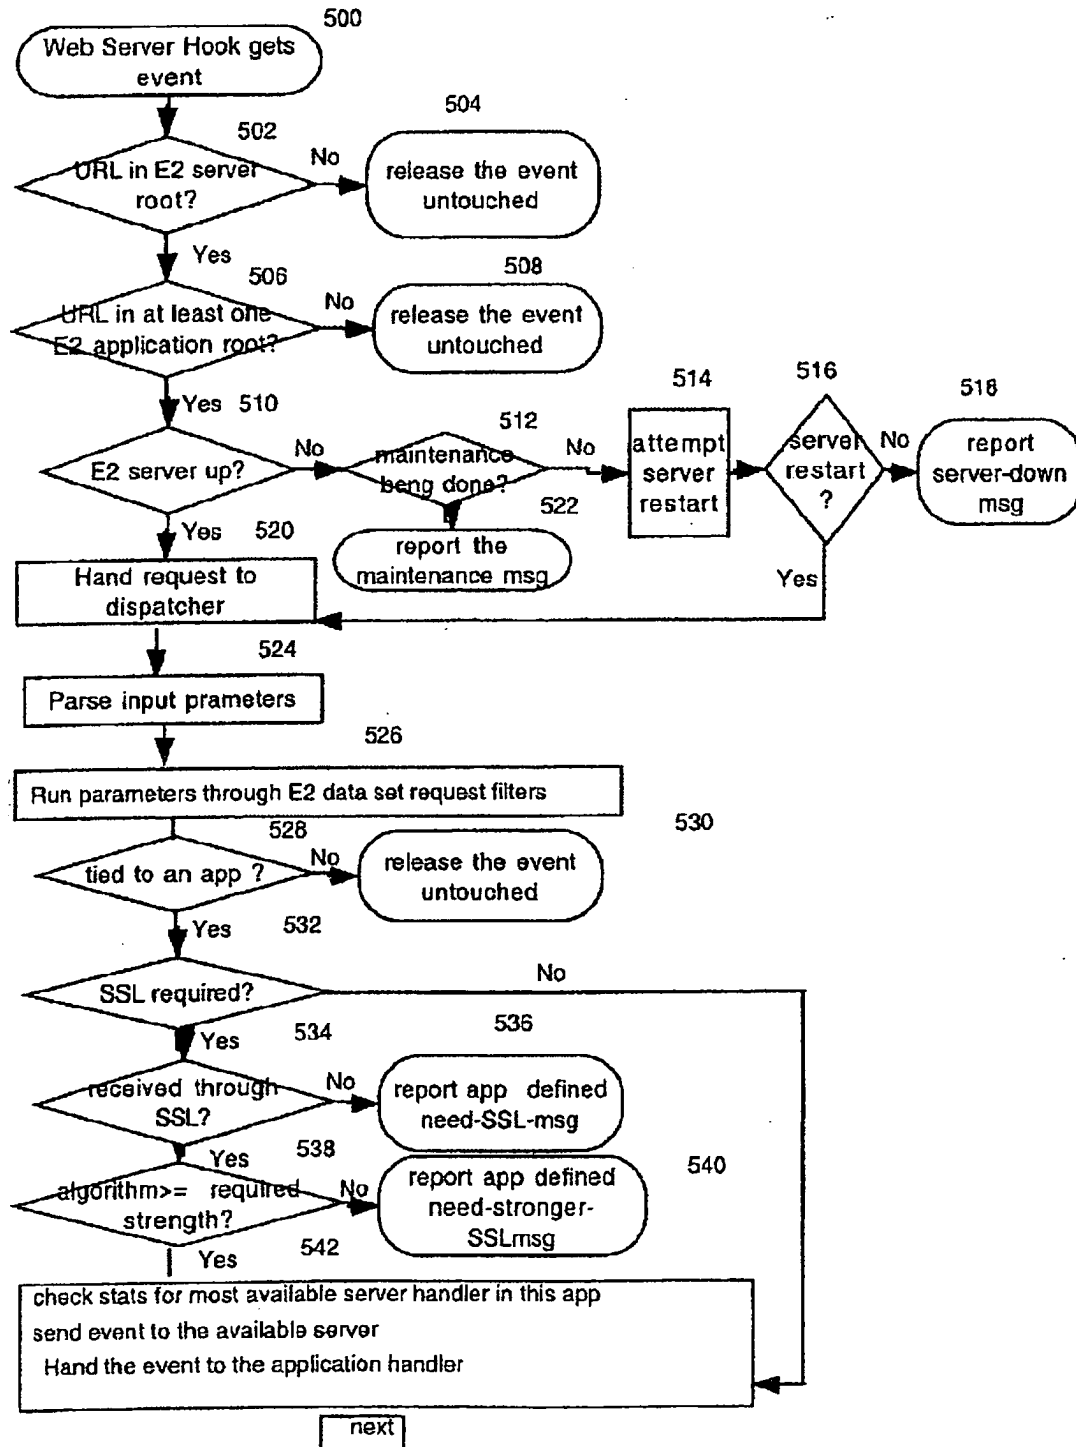 500
Web Server Hook gets
event
502
504
URL in E2 server
root?
No
release the event
untouched
Yes
506
508
URL in at least one
E2 application root?
No
release the event
untouched
Yes
510
E2 server up?
No
512
maintenance
beng done?
No
514
attempt
server
restart
516
server
restart
?
No
518
report
server-down
msg
522
report the
maintenance msg
Yes
Yes
520
Hand request to
dispatcher
524
Parse input prameters
526
Run parameters through E2 data set request filters
528
530
tied to an app ?
No
release the event
untouched
Yes
532
SSL required?
No
Yes
534
536
received through
SSL?
No
report app defined
need-SSL-msg
Yes
538
540
algorithm>= required
strength?
No
report app defined
need-stronger-
SSLmsg
Yes
542
check stats for most available server handler in this app
send event to the available server
Hand the event to the application handler
next